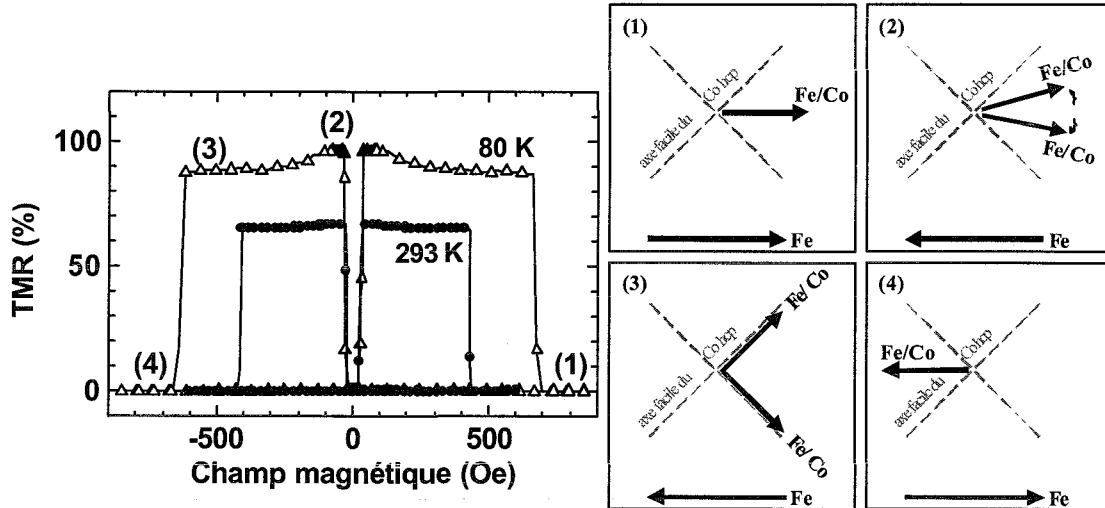 TMR (%)
100
50
0
(3)
(2)
80 K
293 K
(4)
(1)
-500
0
500
Champ magnétique (Oe)
(1)
Co hcp
Fe/Co
axe facile du
Fe
(2)
Co hcp
Fe/Co
axe facile du
Fe/Co
Fe
(3)
Fe/Co
Co hcp
axe facile du
Fe/Co
Fe
(4)
Fe/Co
Co hcp
axe facile du
Fe